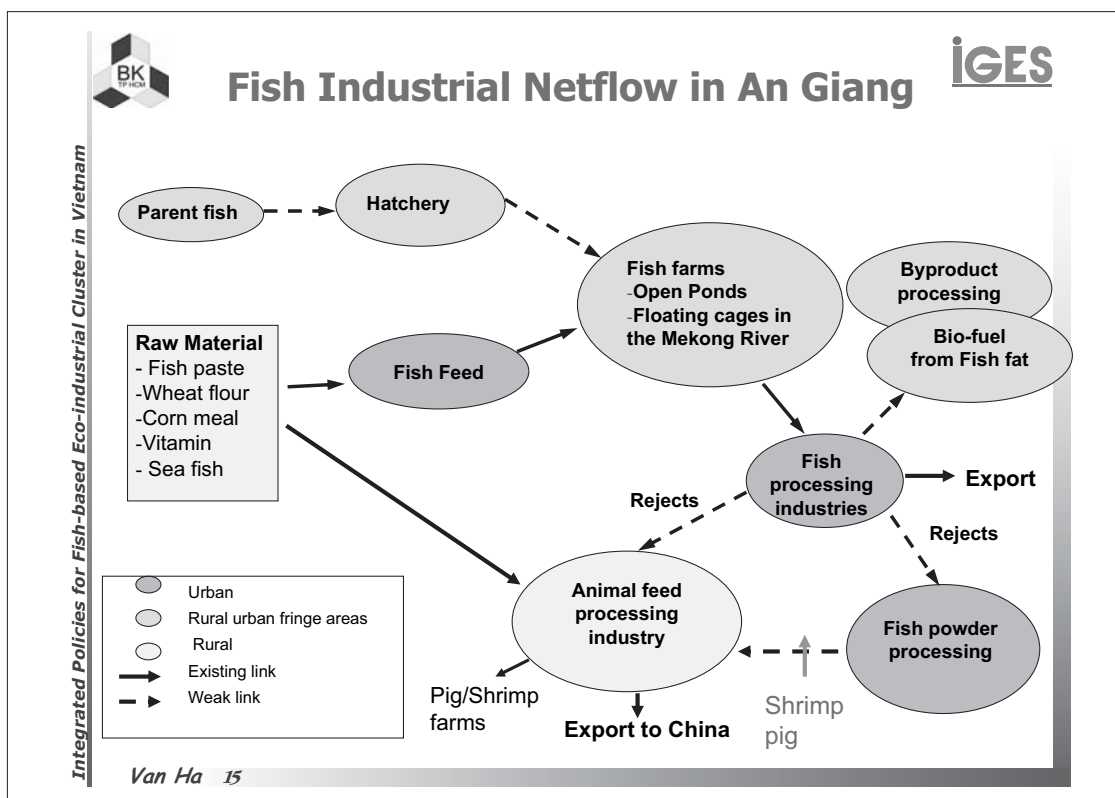 BK
TP HCM
Fish Industrial Netflow in An Giang
iGES
Integrated Policies for Fish-based Eco-industrial Cluster in Vietnam
Parent fish
Hatchery
Fish farms
-Open Ponds
-Floating cages in
the Mekong River
Byproduct
processing
Bio-fuel
from Fish fat
Raw Material
- Fish paste
-Wheat flour
-Corn meal
-Vitamin
- Sea fish
Fish Feed
Fish
processing
industries
Export
Rejects
Rejects
Animal feed
processing
industry
Fish powder
processing
Pig/Shrimp
farms
Export to China
Shrimp
pig
Urban
Rural urban fringe areas
Rural
Existing link
Weak link
Van Ha 15